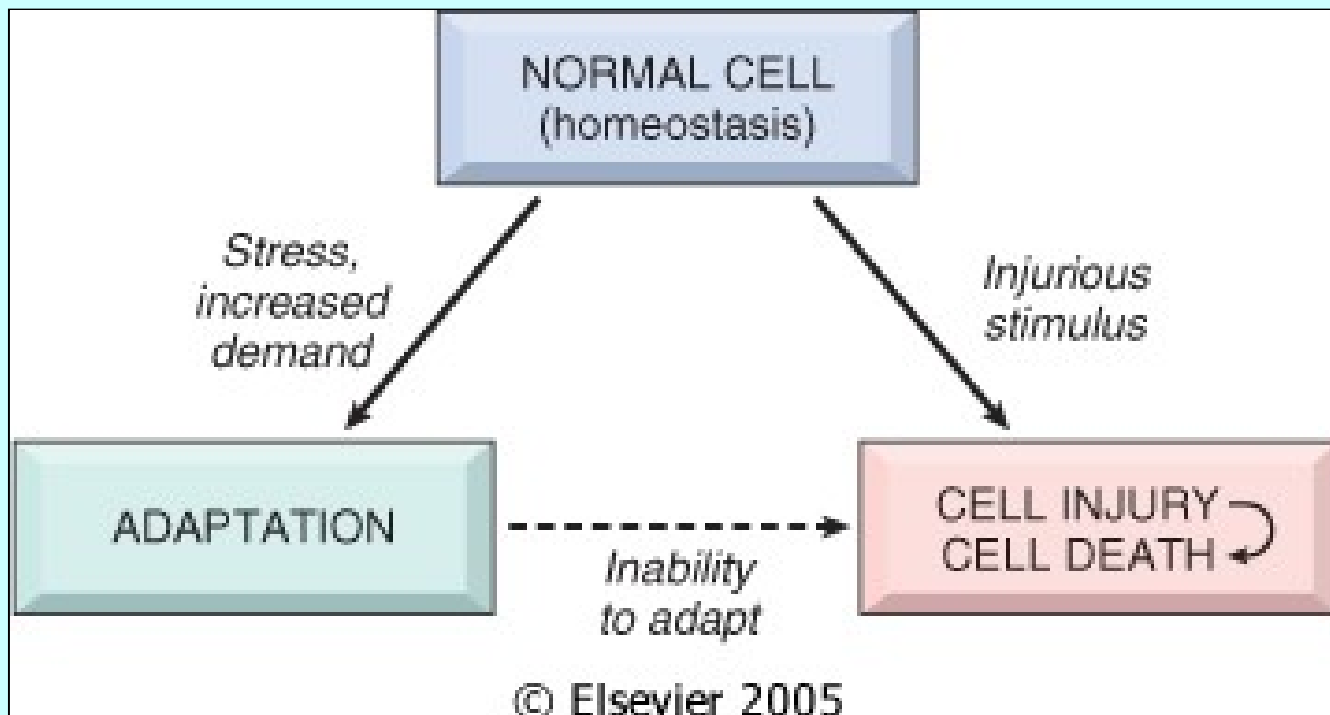 NORMAL CELL
(homeostasis)
Stress,
increased
demand
Injurious
stimulus
ADAPTATION
Inability
to adapt
CELL INJURY
CELL DEATH
© Elsevier 2005